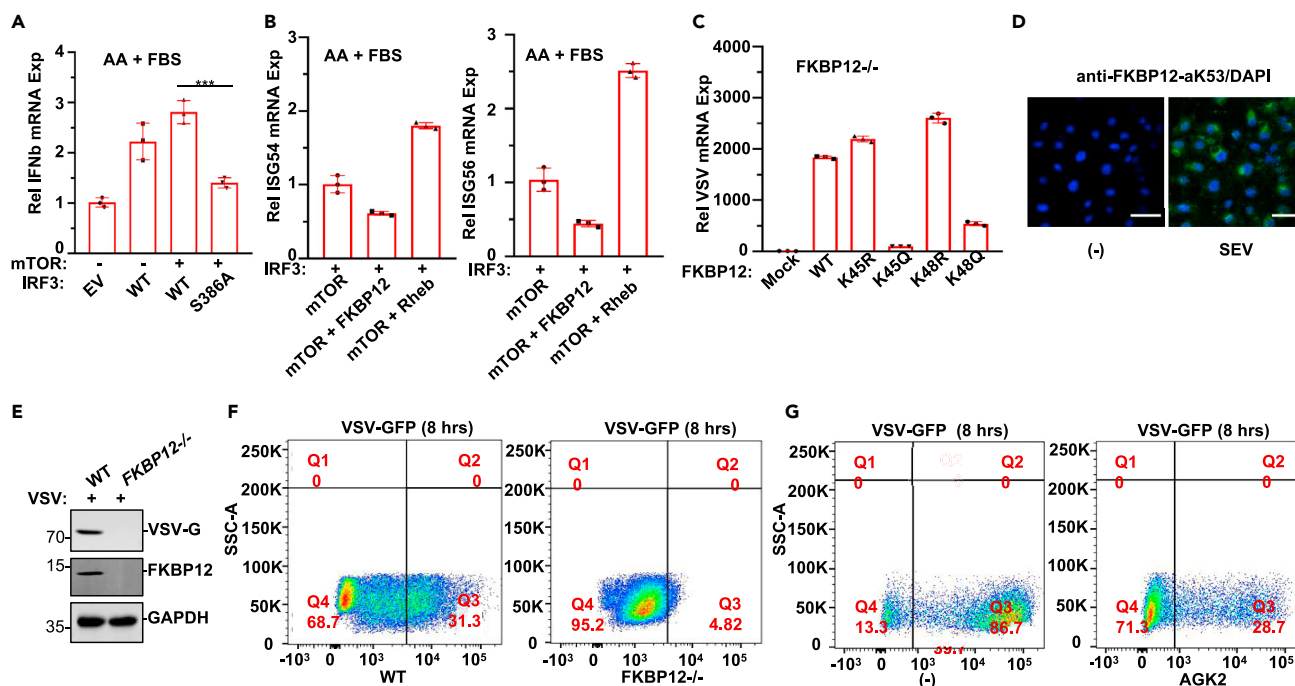 A
AA + FBS
***
Rel IFNb mRNA Exp
4
3
2
1
0
mTOR: - - + +
IRF3: EV WT WT S386A
B
AA + FBS
Rel ISG54 mRNA Exp
3
2
1
0
IRF3: + + +
mTOR
mTOR + FKBP12
mTOR + Rheb
AA + FBS
Rel ISG56 mRNA Exp
3
2
1
0
IRF3: + + +
mTOR
mTOR + FKBP12
mTOR + Rheb
C
FKBP12-/-
Rel VSV mRNA Exp
4000
3000
2000
1000
0
FKBP12: Mock WT K45R K45Q K48R K48Q
D
anti-FKBP12-aK53/DAPI
(-) SEV
E
WT FKBP12-/-
VSV: + +
70 VSV-G
15 FKBP12
35 GAPDH
F
VSV-GFP (8 hrs)
SSC-A
250K
200K
150K
100K
50K
0
Q1
0
Q2
0
Q4
68.7
Q3
31.3
-10³ 0 10³ 10⁴ 10⁵
WT
VSV-GFP (8 hrs)
250K
200K
150K
100K
50K
0
Q1
0
Q2
0
Q4
95.2
Q3
4.82
-10³ 0 10³ 10⁴ 10⁵
FKBP12-/-
G
VSV-GFP (8 hrs)
SSC-A
250K
200K
150K
100K
50K
0
Q1
0
Q2
Q2
0
Q4
13.3
Q3
86.7
-10³ 0 10³ 10⁴ 10⁵
(-)
VSV-GFP (8 hrs)
250K
200K
150K
100K
50K
0
Q1
0
Q2
0
Q4
71.3
Q3
28.7
-10³ 0 10³ 10⁴ 10⁵
AGK2